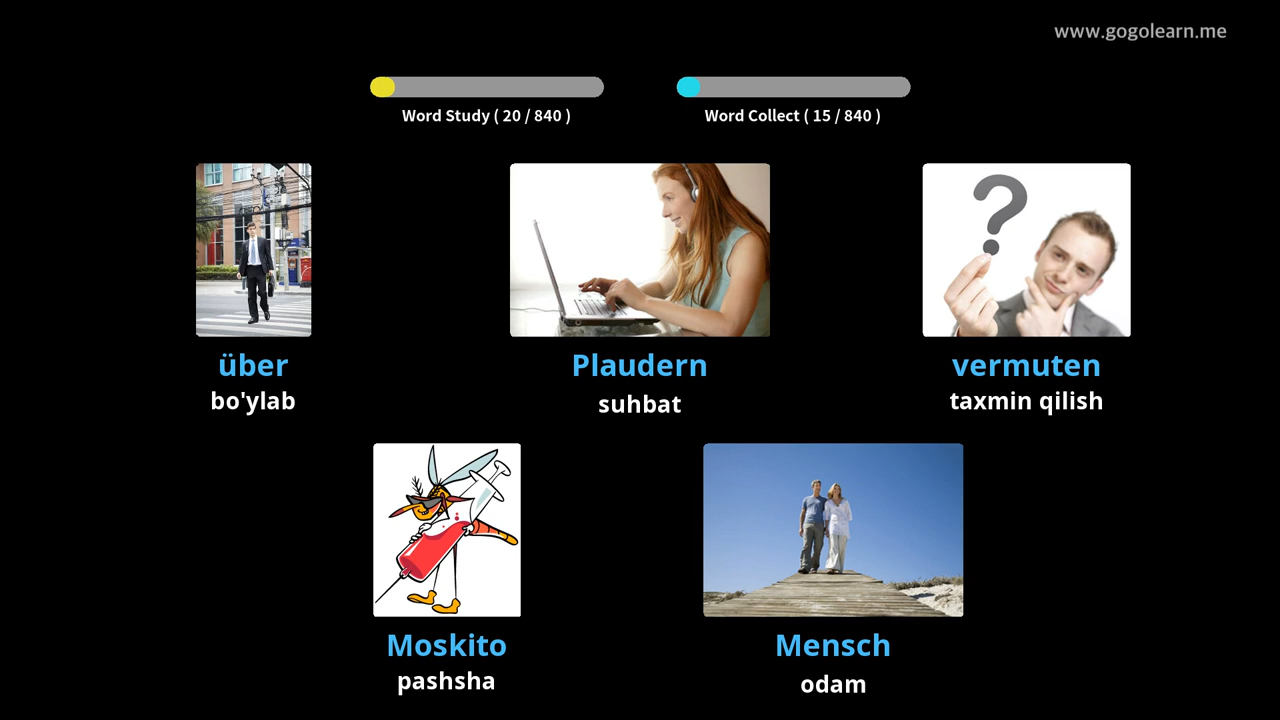 www.gogolearn.me
Word Study ( 20 / 840 )
Word Collect ( 15 / 840 )
über
bo'ylab
Plaudern
suhbat
vermuten
taxmin qilish
Moskito
pashsha
Mensch
odam